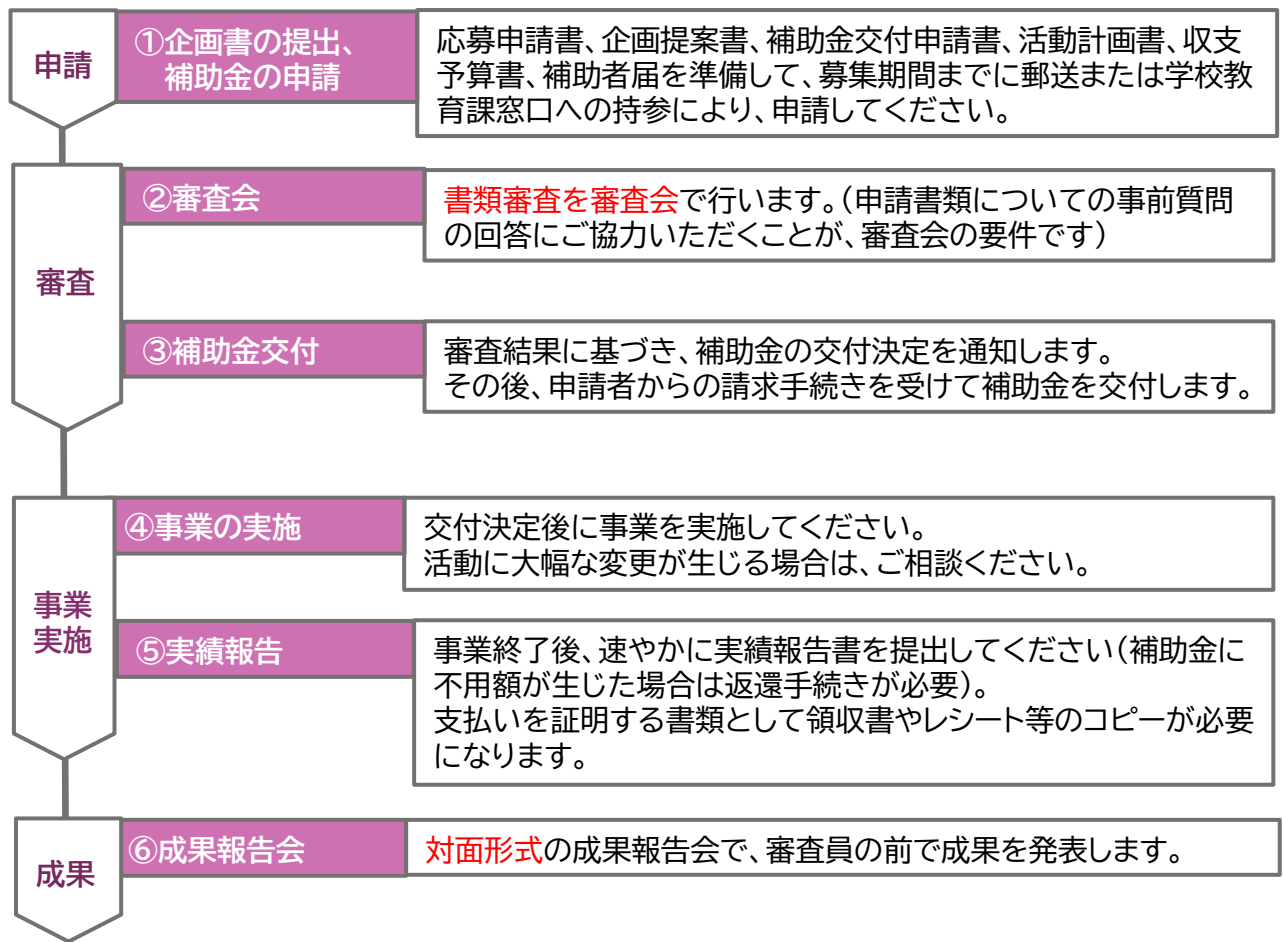 申請
①企画書の提出、
補助金の申請
応募申請書、企画提案書、補助金交付申請書、活動計画書、収支
予算書、補助者届を準備して、募集期間までに郵送または学校教
育課窓口への持参により、申請してください。
審査
②審査会
書類審査を審査会で行います。(申請書類についての事前質問
の回答にご協力いただくことが、審査会の要件です)
③補助金交付
審査結果に基づき、補助金の交付決定を通知します。
その後、申請者からの請求手続きを受けて補助金を交付します。
事業
実施
④事業の実施
交付決定後に事業を実施してください。
活動に大幅な変更が生じる場合は、ご相談ください。
⑤実績報告
事業終了後、速やかに実績報告書を提出してください(補助金に
不用額が生じた場合は返還手続きが必要)。
支払いを証明する書類として領収書やレシート等のコピーが必要
になります。
成果
⑥成果報告会
対面形式の成果報告会で、審査員の前で成果を発表します。